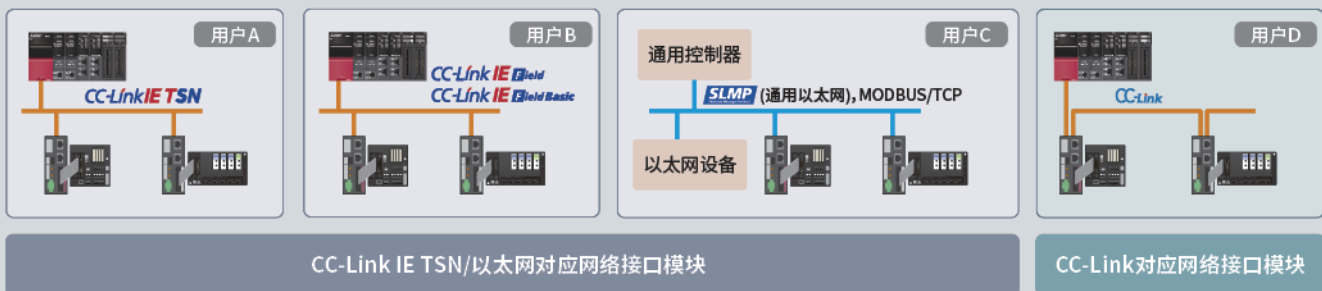 用户A
CC-Link IE TSN
用户B
CC-Link IE Field
CC-Link IE Field Basic
用户C
通用控制器
SLMP (通用以太网), MODBUS/TCP
以太网设备
用户D
CC-Link
CC-Link IE TSN/以太网对应网络接口模块
CC-Link对应网络接口模块